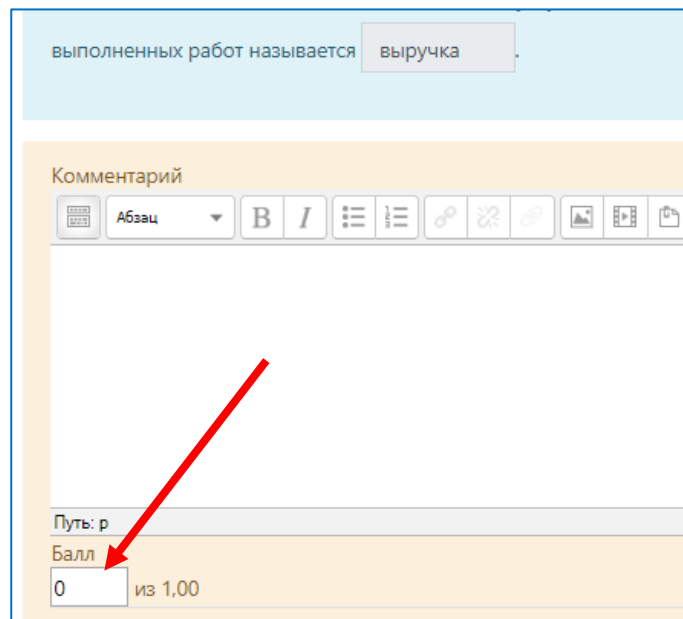 выполненных работ называется выручка .
Комментарий
Абзац B I
Путь: p
Балл
0 из 1,00